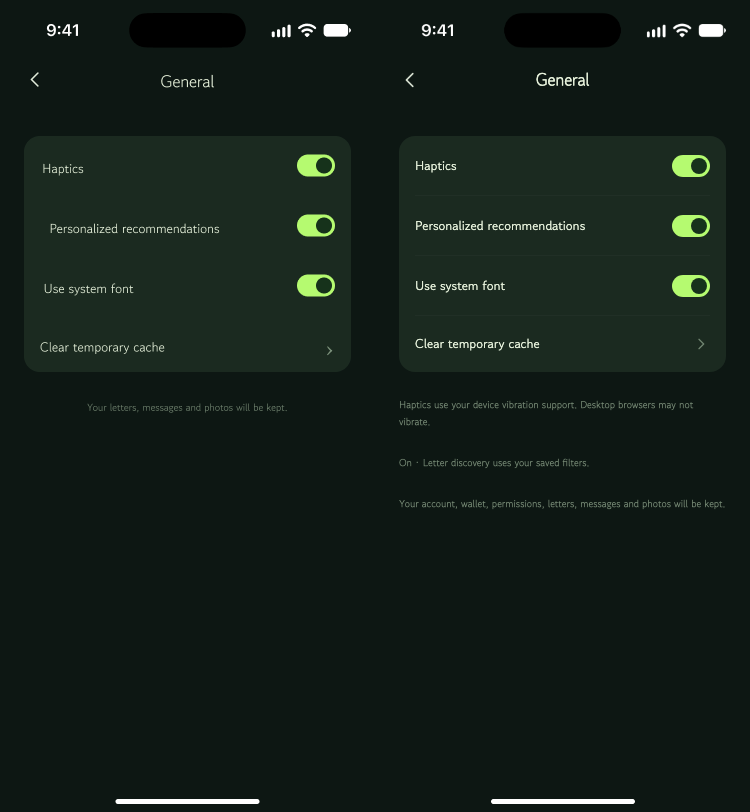 9:41
General
Haptics
Personalized recommendations
Use system font
Clear temporary cache
Your letters, messages and photos will be kept.
9:41
General
Haptics
Personalized recommendations
Use system font
Clear temporary cache
Haptics use your device vibration support. Desktop browsers may not
vibrate.
On · Letter discovery uses your saved filters.
Your account, wallet, permissions, letters, messages and photos will be kept.